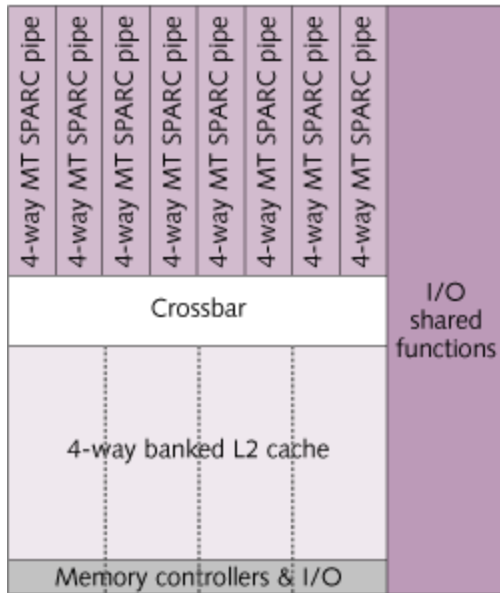 4-way MT SPARC pipe
4-way MT SPARC pipe
4-way MT SPARC pipe
4-way MT SPARC pipe
4-way MT SPARC pipe
4-way MT SPARC pipe
4-way MT SPARC pipe
4-way MT SPARC pipe
I/O
shared
functions
Crossbar
4-way banked L2 cache
Memory controllers & I/O